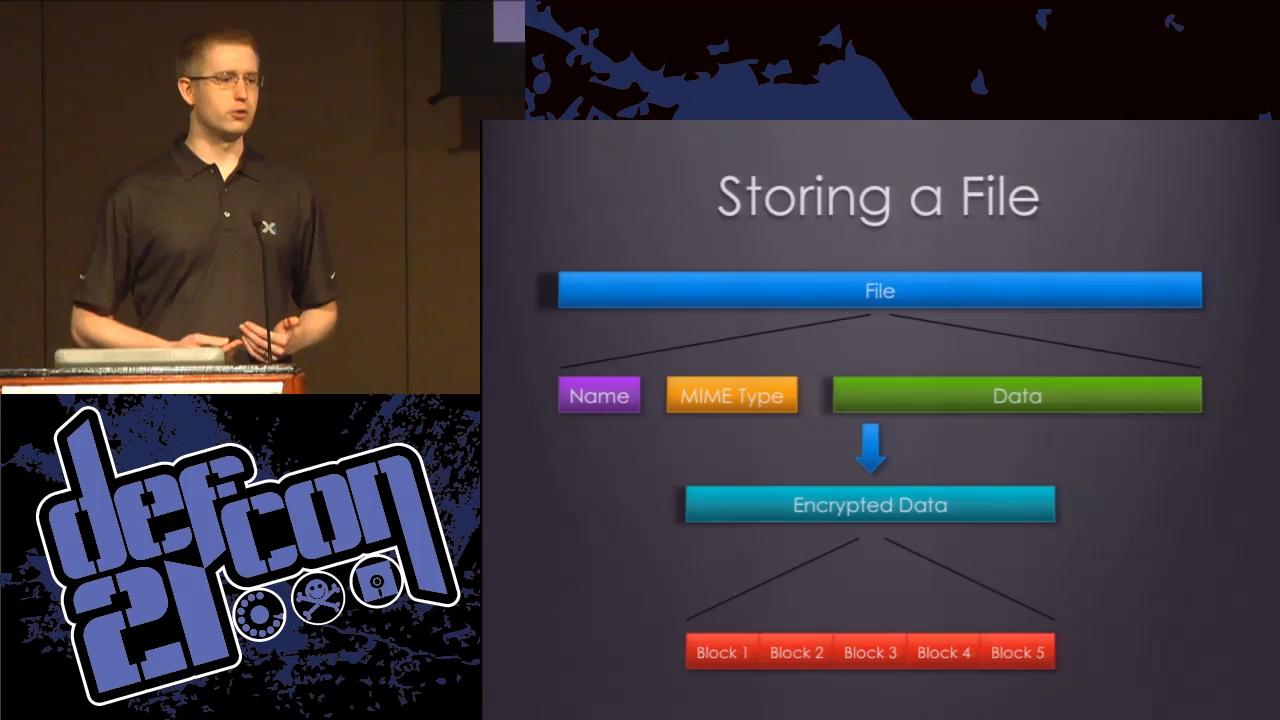 Storing a File
File
Name MIME Type Data
Encrypted Data
Block 1 Block 2 Block 3 Block 4 Block 5
defcon
21